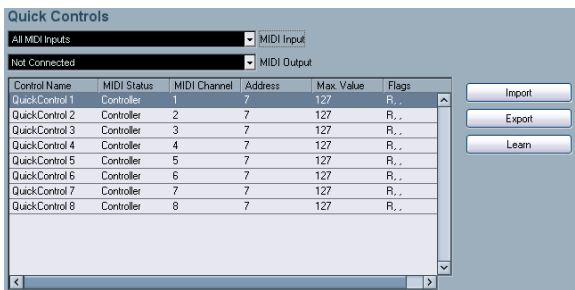 Quick Controls
All MIDI Inputs MIDI Input
Not Connected MIDI Output
Control Name MIDI Status MIDI Channel Address Max. Value Flags
QuickControl 1 Controller 1 7 127 R, ,
QuickControl 2 Controller 2 7 127 R, ,
QuickControl 3 Controller 3 7 127 R, ,
QuickControl 4 Controller 4 7 127 R, ,
QuickControl 5 Controller 5 7 127 R, ,
QuickControl 6 Controller 6 7 127 R, ,
QuickControl 7 Controller 7 7 127 R, ,
QuickControl 8 Controller 8 7 127 R, ,
Import
Export
Learn